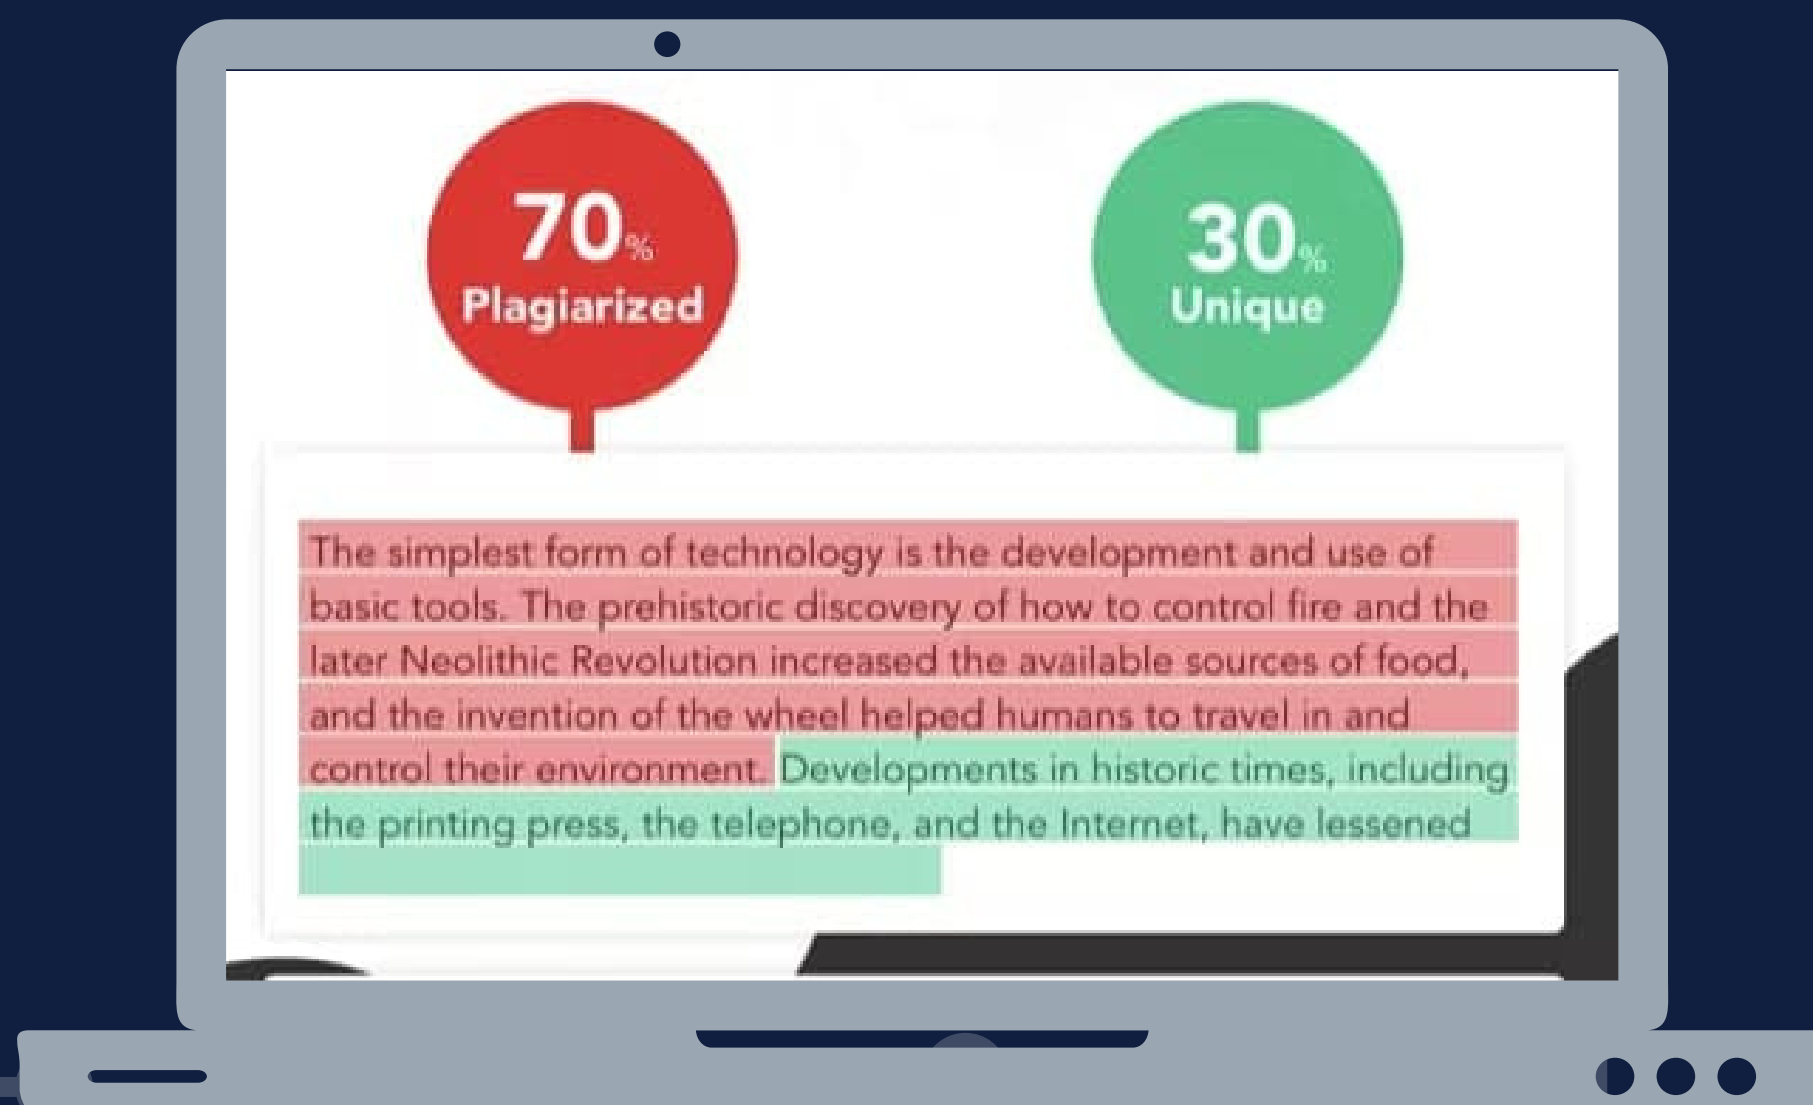 70%
Plagiarized
30%
Unique
The simplest form of technology is the development and use of
basic tools. The prehistoric discovery of how to control fire and the
later Neolithic Revolution increased the available sources of food,
and the invention of the wheel helped humans to travel in and
control their environment. Developments in historic times, including
the printing press, the telephone, and the Internet, have lessened